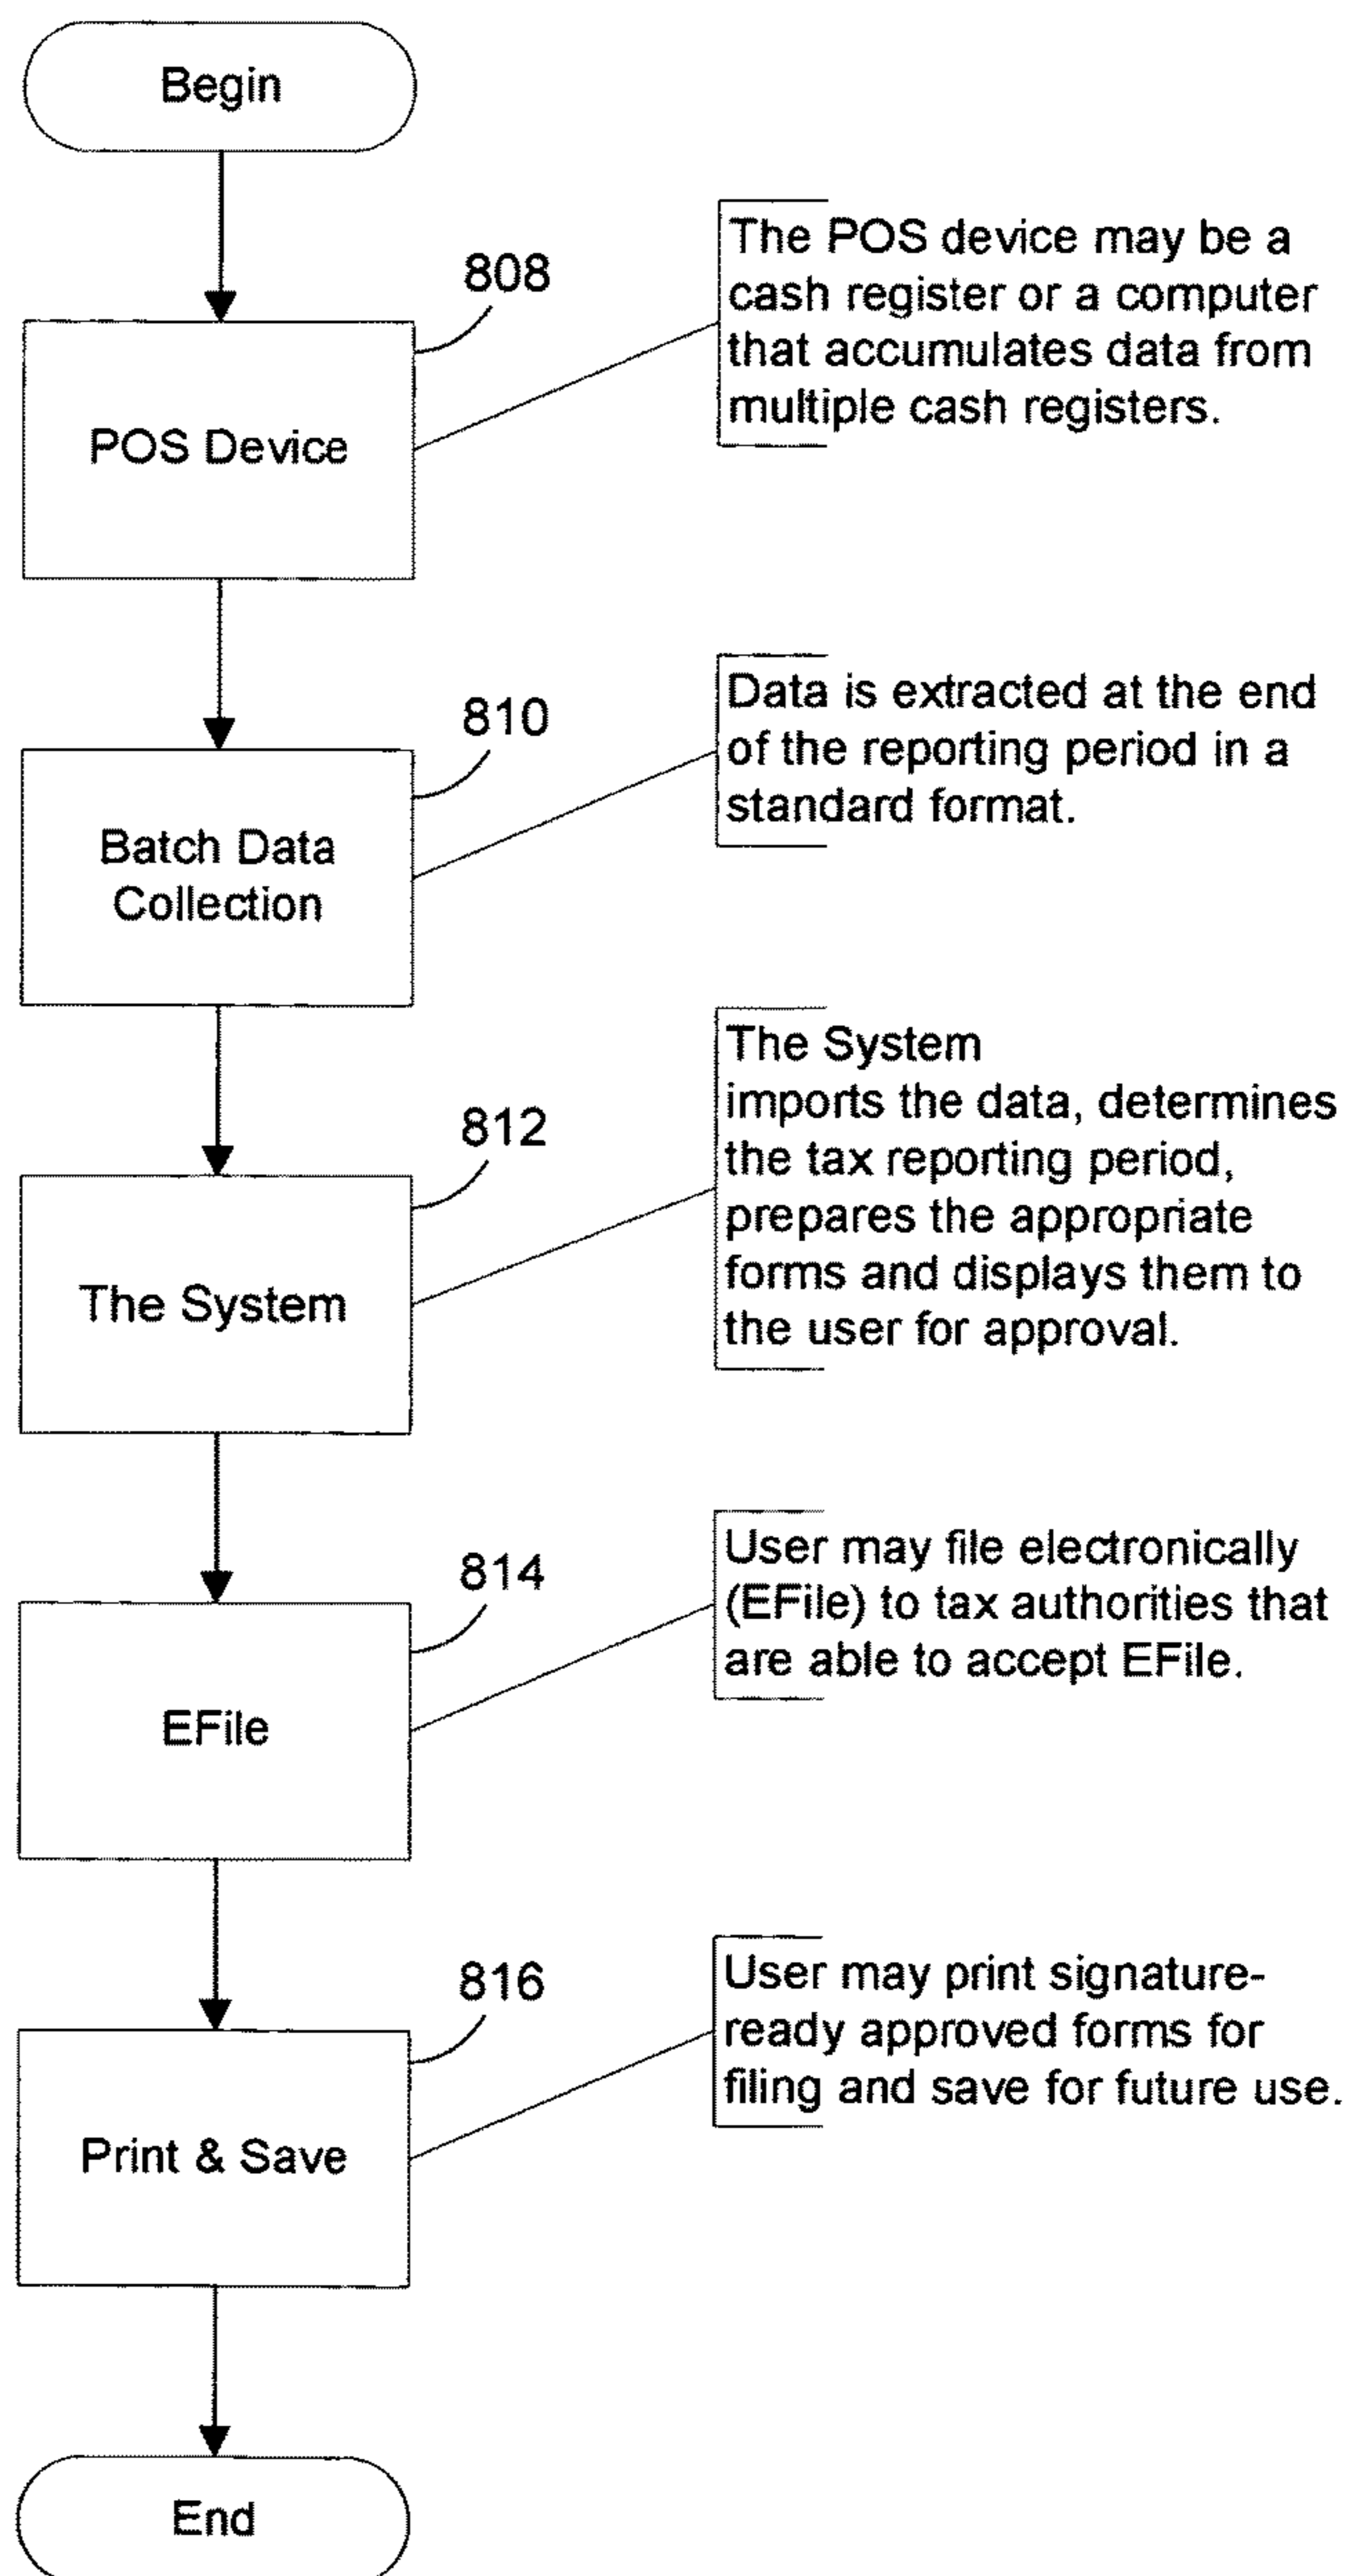 Begin
808
The POS device may be a
cash register or a computer
that accumulates data from
multiple cash registers.
POS Device
810
Data is extracted at the end
of the reporting period in a
standard format.
Batch Data
Collection
812
The System
imports the data, determines
the tax reporting period,
prepares the appropriate
forms and displays them to
the user for approval.
The System
814
User may file electronically
(EFile) to tax authorities that
are able to accept EFile.
EFile
816
User may print signature-
ready approved forms for
filing and save for future use.
Print & Save
End